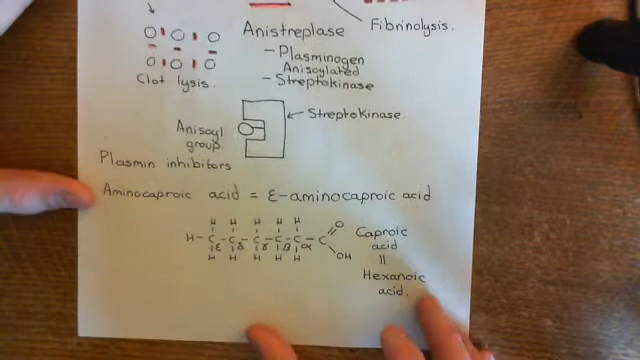 Anistreplase
Fibrinolysis.
- Plasminogen
Anisoylated
- Streptokinase
Clot lysis.
Streptokinase.
Anisoyl
group.
Plasmin inhibitors
Aminocaproic acid = ε-aminocaproic acid
H H H H H
H-C-C-C-C-C-C
ε δ γ β α
O
OH
H H H H H
Caproic
acid
=
Hexanoic
acid.